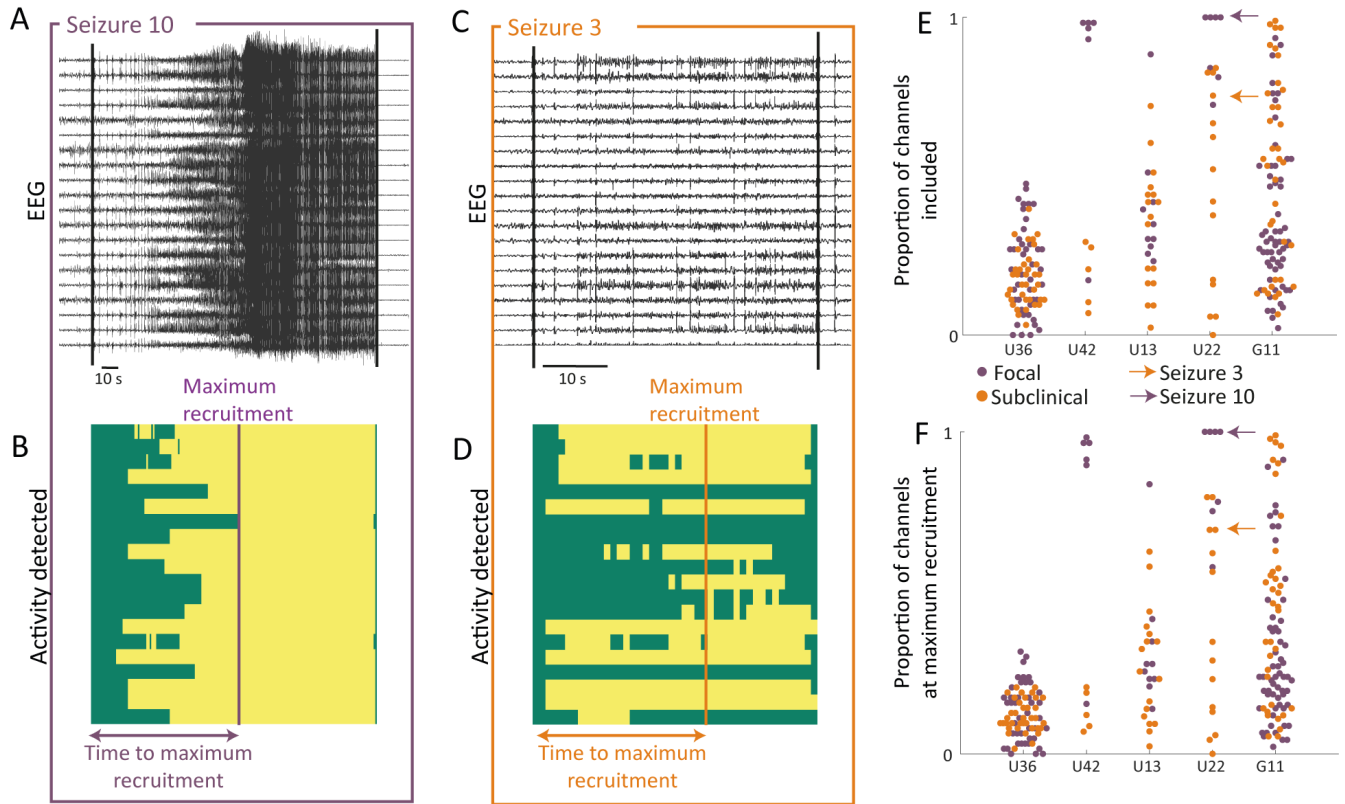 A
Seizure 10
EEG
10 s
Maximum
recruitment
B
Activity detected
Time to maximum
recruitment
C
Seizure 3
EEG
10 s
Maximum
recruitment
D
Activity detected
Time to maximum
recruitment
E
Proportion of channels
included
1
0
U36 U42 U13 U22 G11
Focal
Subclinical
Seizure 3
Seizure 10
F
Proportion of channels
at maximum recruitment
1
0
U36 U42 U13 U22 G11